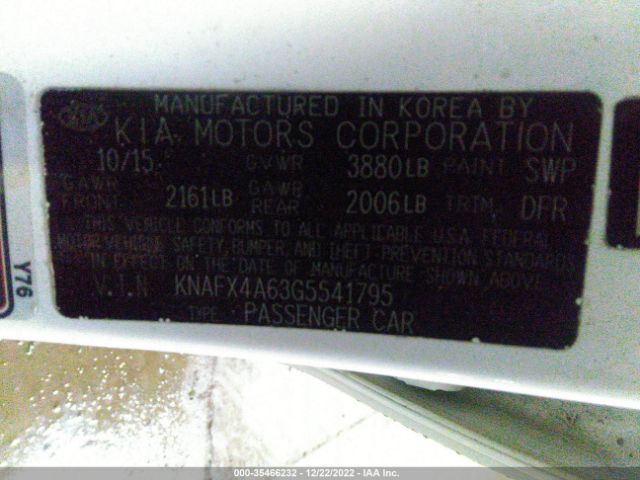 MANUFACTURED IN KOREA BY
KIA MOTORS CORPORATION
10/15 GVWR 3880LB PAINT SWP
GAWR FRONT 2161LB GAWR REAR 2006LB TRIM DFR
THIS VEHICLE CONFORMS TO ALL APPLICABLE U.S.A. FEDERAL
MOTOR VEHICLE SAFETY, BUMPER, AND THEFT PREVENTION STANDARDS
IN EFFECT ON THE DATE OF MANUFACTURE SHOWN ABOVE.
V.I.N KNAFX4A63G5541795
TYPE : PASSENGER CAR
Y76
000-35466232 - 12/22/2022 - IAA Inc.